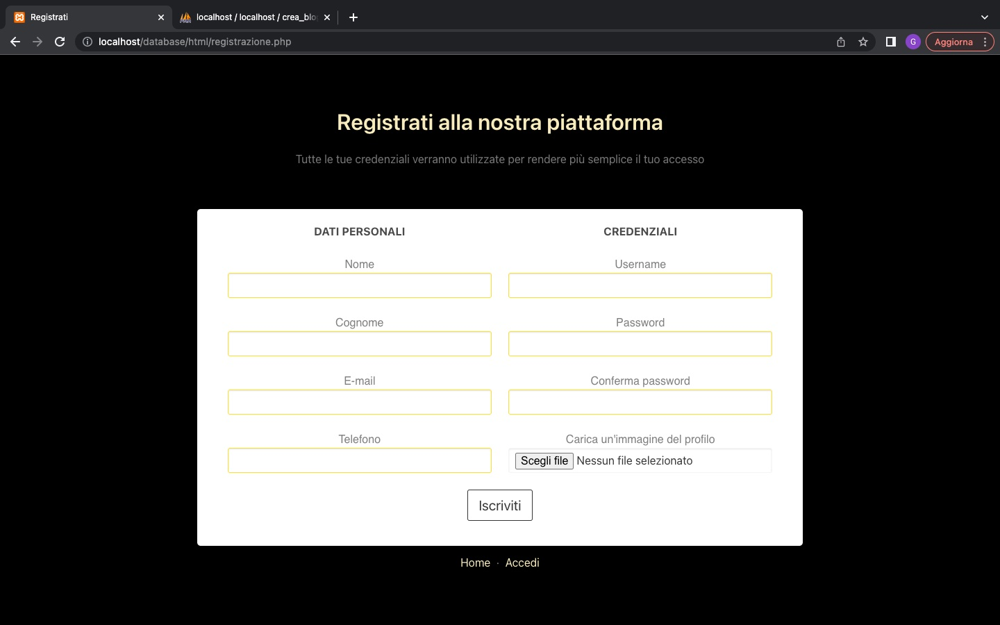 Registrati
localhost / localhost / crea_blo
localhost/database/html/registrazione.php
G
Aggiorna
Registrati alla nostra piattaforma
Tutte le tue credenziali verranno utilizzate per rendere più semplice il tuo accesso
DATI PERSONALI
CREDENZIALI
Nome
Username
Cognome
Password
E-mail
Conferma password
Telefono
Carica un'immagine del profilo
Scegli file Nessun file selezionato
Iscriviti
Home · Accedi